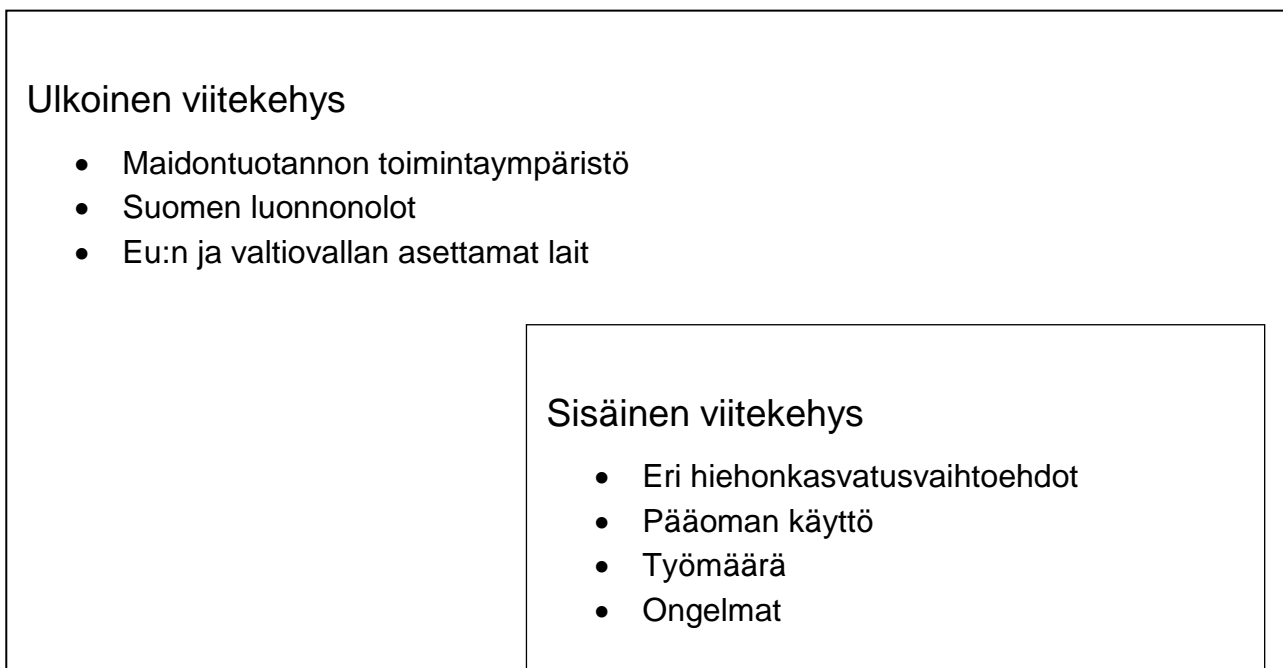 Ulkoinen viitekehys
• Maidontuotannon toimintaympäristö
• Suomen luonnonolot
• Eu:n ja valtiovallan asettamat lait
Sisäinen viitekehys
• Eri hiehonkasvatusvaihtoehdot
• Pääoman käyttö
• Työmäärä
• Ongelmat